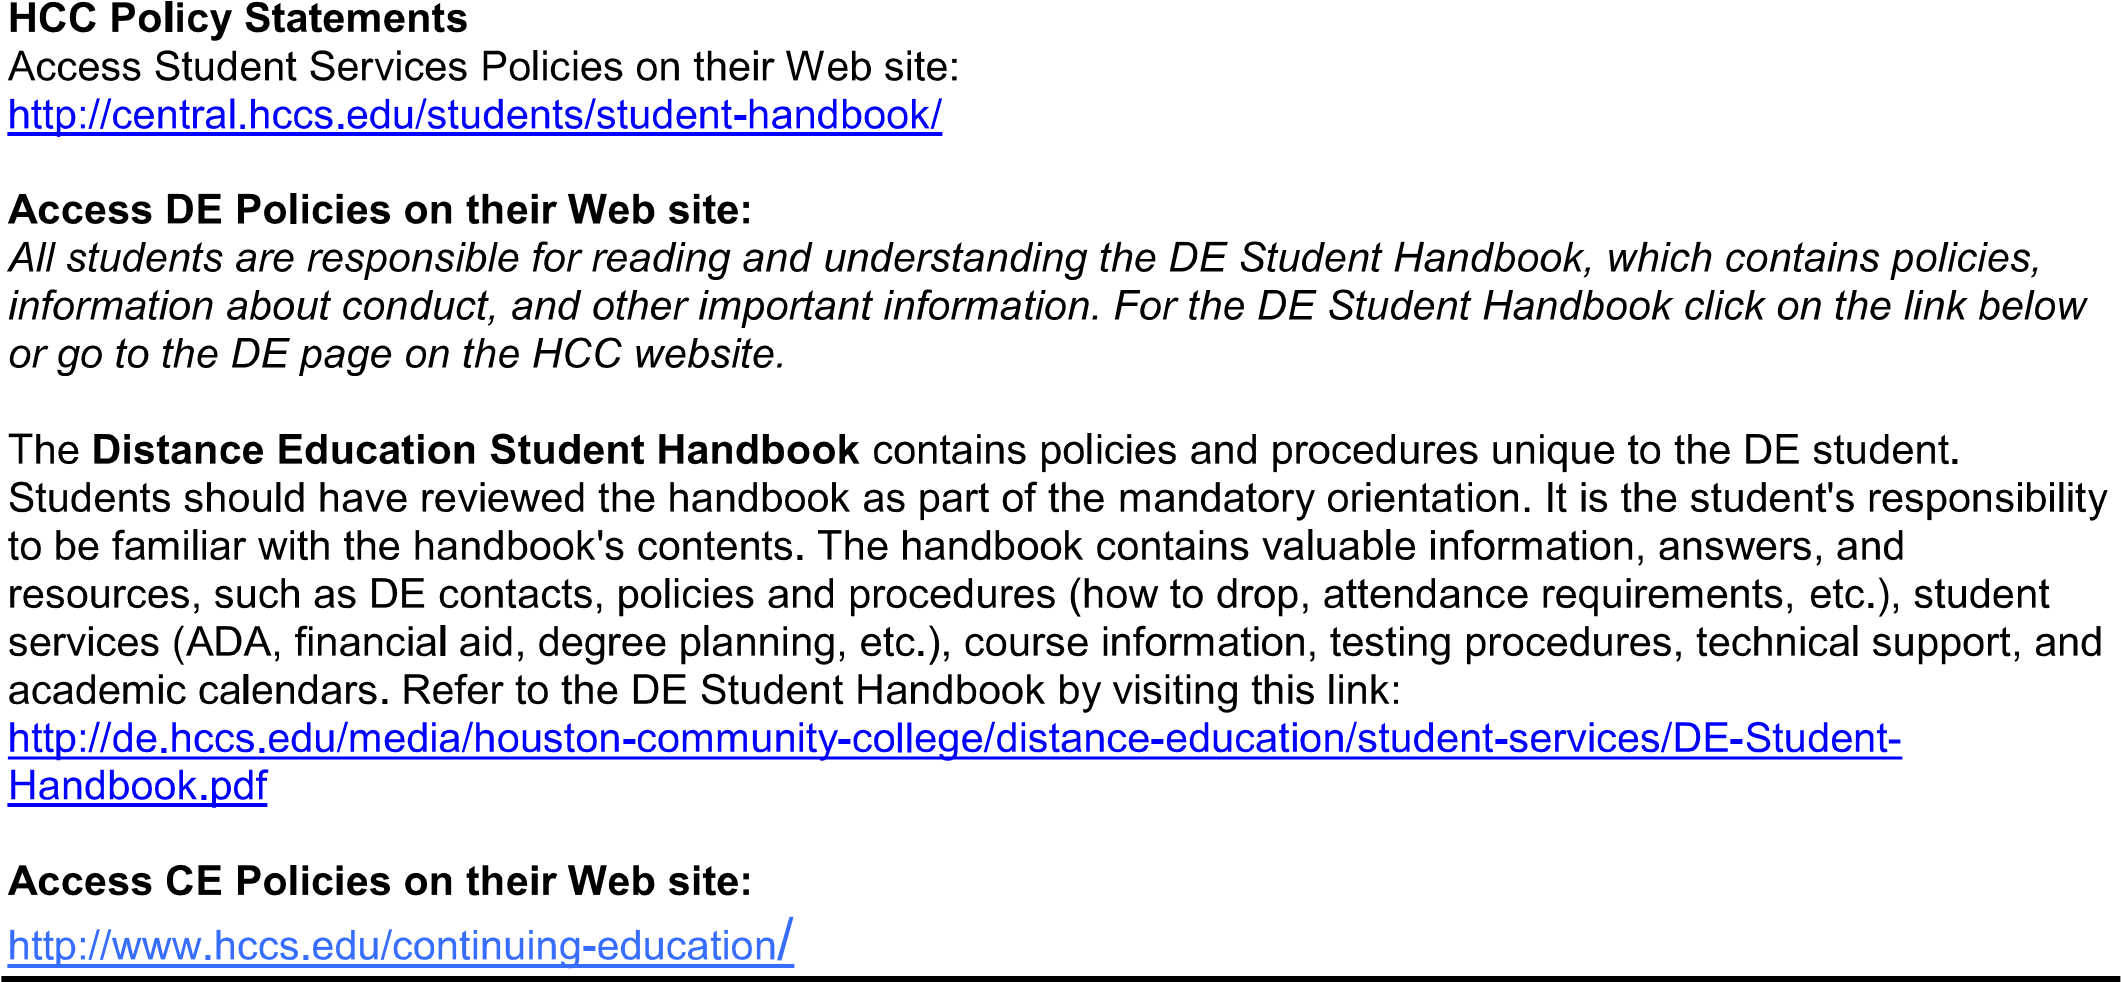 HCC Policy Statements
Access Student Services Policies on their Web site:
http://central.hccs.edu/students/student-handbook/
Access DE Policies on their Web site:
All students are responsible for reading and understanding the DE Student Handbook, which contains policies,
information about conduct, and other important information. For the DE Student Handbook click on the link below
or go to the DE page on the HCC website.
The Distance Education Student Handbook contains policies and procedures unique to the DE student.
Students should have reviewed the handbook as part of the mandatory orientation. It is the student's responsibility
to be familiar with the handbook's contents. The handbook contains valuable information, answers, and
resources, such as DE contacts, policies and procedures (how to drop, attendance requirements, etc.), student
services (ADA, financial aid, degree planning, etc.), course information, testing procedures, technical support, and
academic calendars. Refer to the DE Student Handbook by visiting this link:
http://de.hccs.edu/media/houston-community-college/distance-education/student-services/DE-Student-
Handbook.pdf
Access CE Policies on their Web site:
http://www.hccs.edu/continuing-education/